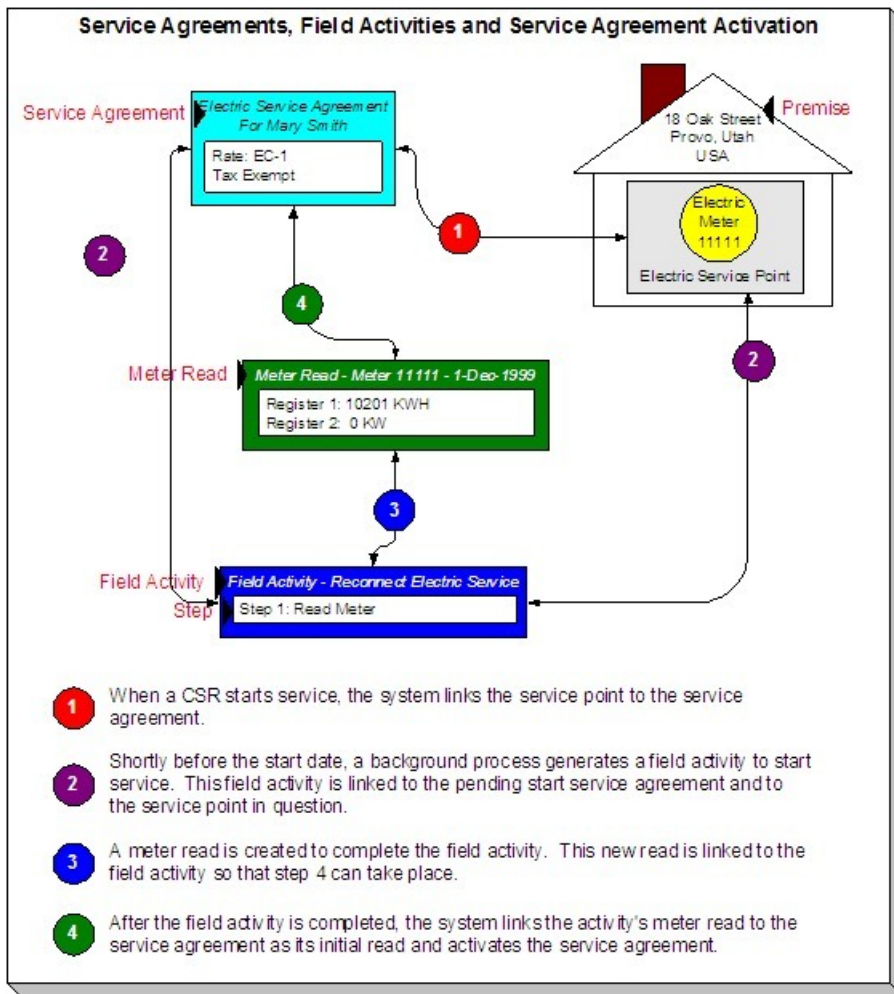 Service Agreements, Field Activities and Service Agreement Activation
Service Agreement
Electric Service Agreement
For Mary Smith
Rate: EC-1
Tax Exempt
18 Oak Street
Provo, Utah
USA
Premise
Electric
Meter
11111
Electric Service Point
1
2
4
2
Meter Read
Meter Read - Meter 11111 - 1-Dec-1999
Register 1: 10201 KWH
Register 2: 0 KW
3
Field Activity
Field Activity - Reconnect Electric Service
Step
Step 1: Read Meter
1
When a CSR starts service, the system links the service point to the service
agreement.
2
Shortly before the start date, a background process generates a field activity to start
service. This field activity is linked to the pending start service agreement and to
the service point in question.
3
A meter read is created to complete the field activity. This new read is linked to the
field activity so that step 4 can take place.
4
After the field activity is completed, the system links the activity's meter read to the
service agreement as its initial read and activates the service agreement.